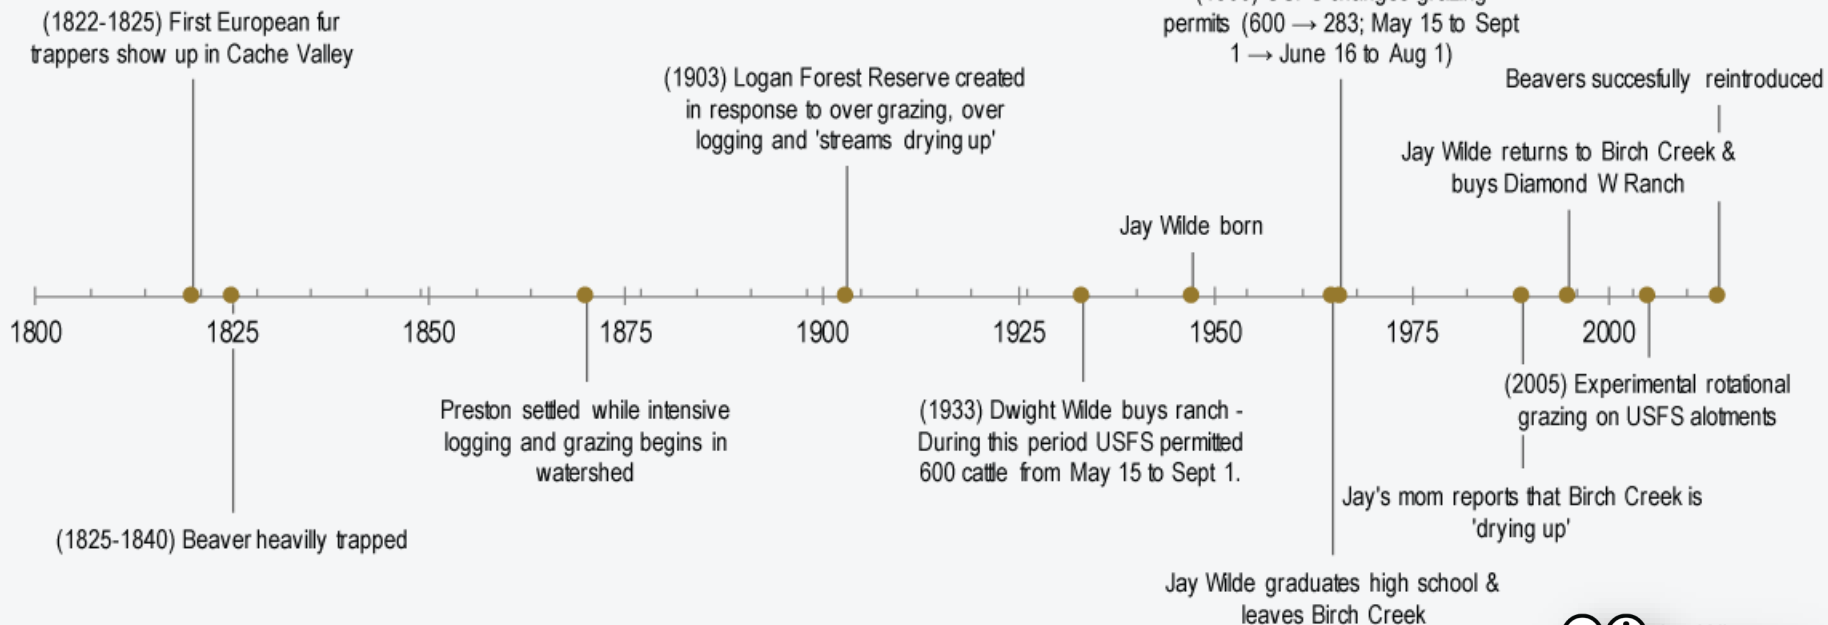 (1822-1825) First European fur
trappers show up in Cache Valley
permits (600 → 283; May 15 to Sept
1 → June 16 to Aug 1)
(1903) Logan Forest Reserve created
in response to over grazing, over
logging and 'streams drying up'
Beavers succesfully reintroduced
Jay Wilde returns to Birch Creek &
buys Diamond W Ranch
Jay Wilde born
1800
1825
1850
1875
1900
1925
1950
1975
2000
Preston settled while intensive
logging and grazing begins in
watershed
(1933) Dwight Wilde buys ranch -
During this period USFS permitted
600 cattle from May 15 to Sept 1.
(2005) Experimental rotational
grazing on USFS alotments
Jay's mom reports that Birch Creek is
'drying up'
(1825-1840) Beaver heavilly trapped
Jay Wilde graduates high school &
leaves Birch Creek